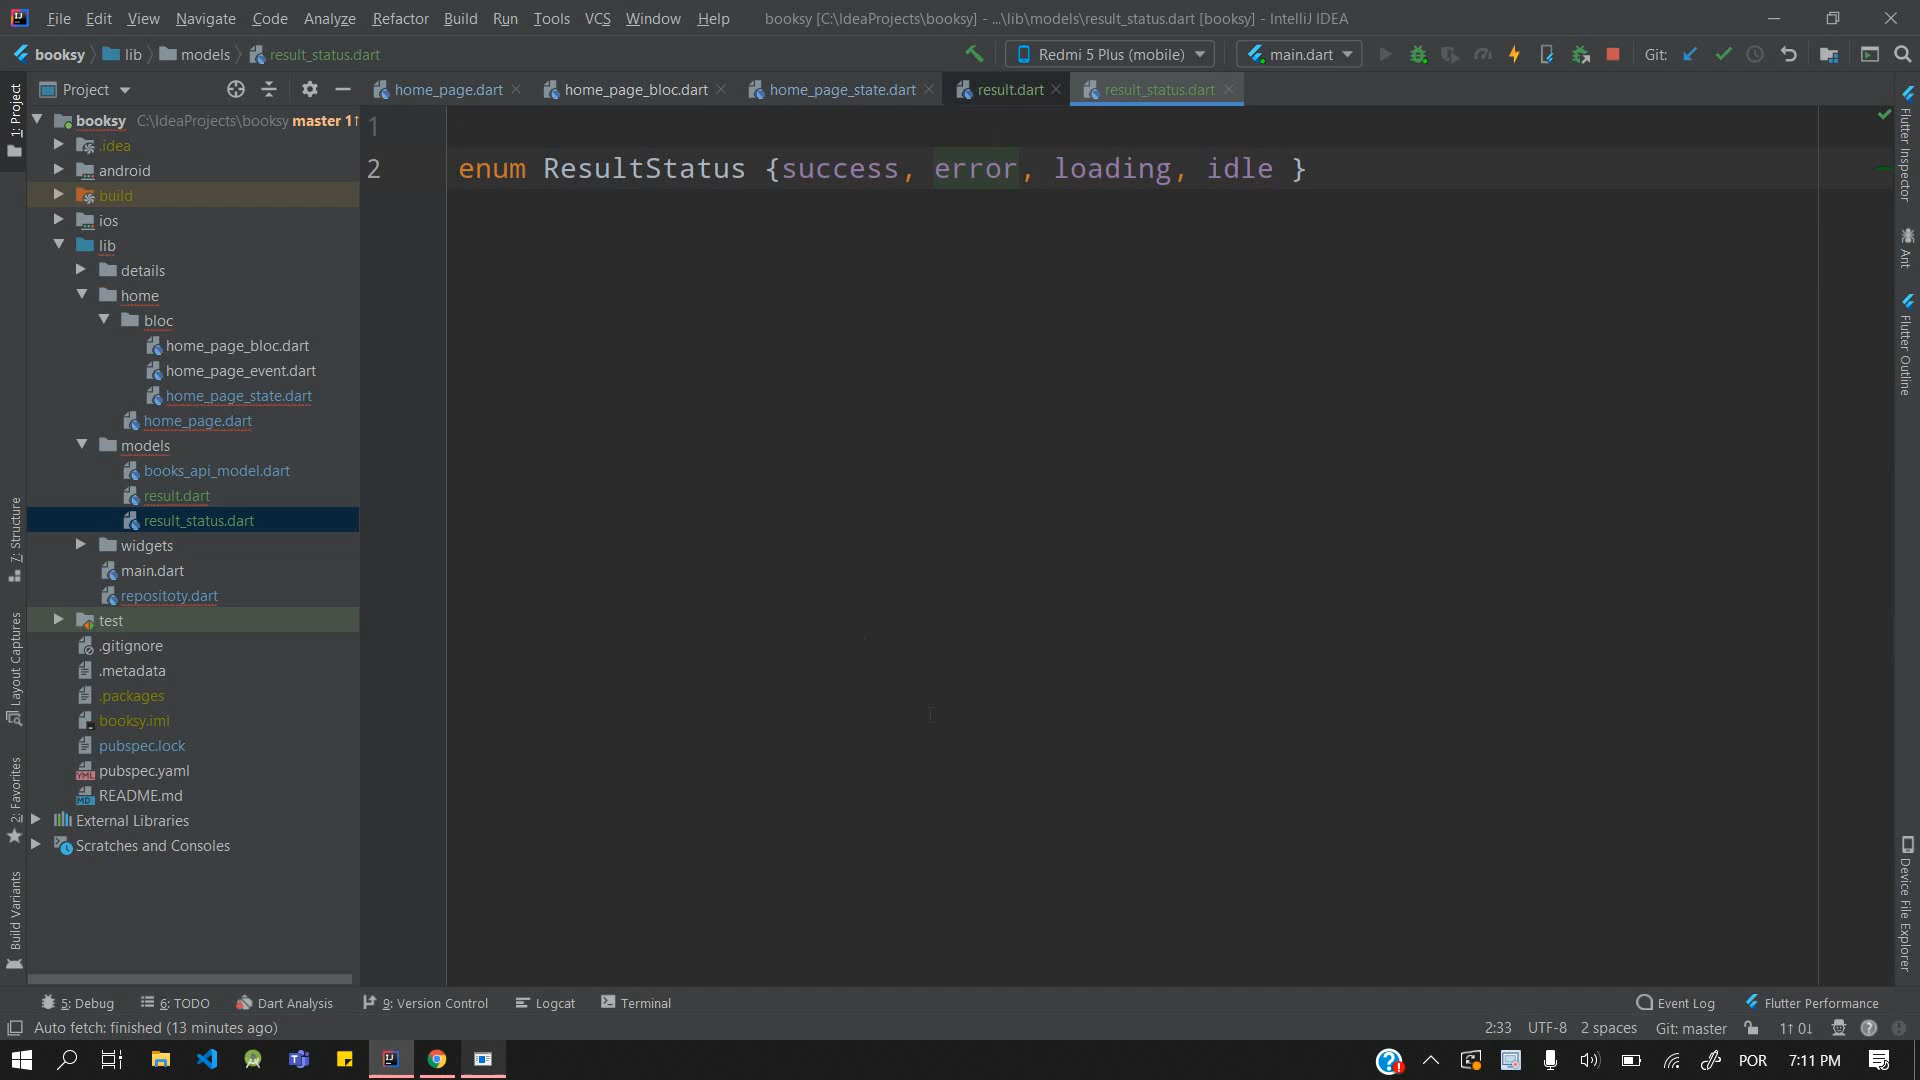 File Edit View Navigate Code Analyze Refactor Build Run Tools VCS Window Help booksy [C:\IdeaProjects\booksy] - ...\lib\models\result_status.dart [booksy] - IntelliJ IDEA
booksy lib models result_status.dart Redmi 5 Plus (mobile) main.dart Git:
Project home_page.dart home_page_bloc.dart home_page_state.dart result.dart result_status.dart
booksy C:\IdeaProjects\booksy master 1↑
.idea
android
build
ios
lib
details
home
bloc
home_page_bloc.dart
home_page_event.dart
home_page_state.dart
home_page.dart
models
books_api_model.dart
result.dart
result_status.dart
widgets
main.dart
repositoty.dart
test
.gitignore
.metadata
.packages
booksy.iml
pubspec.lock
pubspec.yaml
README.md
External Libraries
Scratches and Consoles
1
2 enum ResultStatus {success, error, loading, idle }
1: Project
7: Structure
Layout Captures
2: Favorites
Build Variants
Flutter Inspector
Ant
Flutter Outline
Device File Explorer
5: Debug 6: TODO Dart Analysis 9: Version Control Logcat Terminal Event Log Flutter Performance
Auto fetch: finished (13 minutes ago) 2:33 UTF-8 2 spaces Git: master 1↑ 0↓
POR 7:11 PM